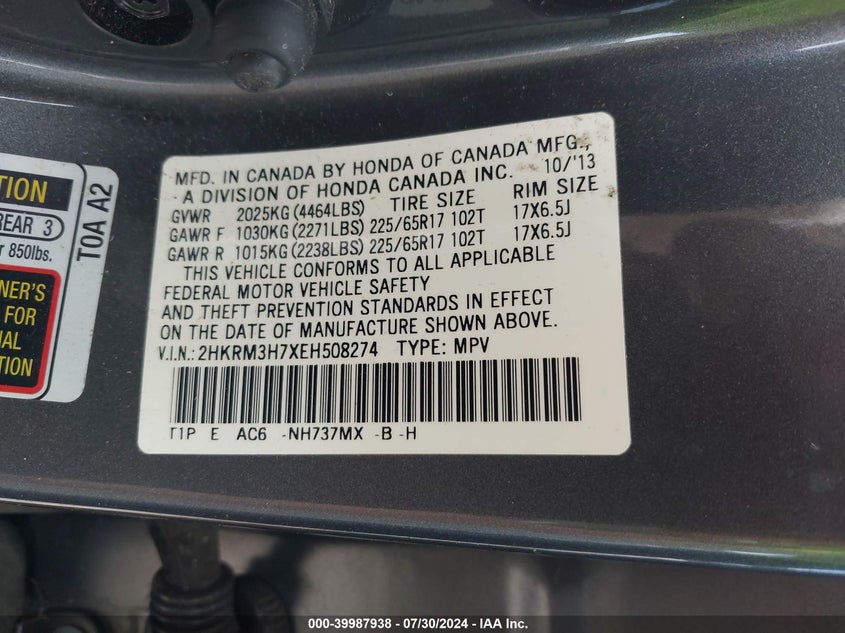 MFD. IN CANADA BY HONDA OF CANADA MFG.,
A DIVISION OF HONDA CANADA INC. 10/'13
GVWR 2025KG (4464LBS) TIRE SIZE RIM SIZE
GAWR F 1030KG (2271LBS) 225/65R17 102T 17X6.5J
GAWR R 1015KG (2238LBS) 225/65R17 102T 17X6.5J
THIS VEHICLE CONFORMS TO ALL APPLICABLE
FEDERAL MOTOR VEHICLE SAFETY
AND THEFT PREVENTION STANDARDS IN EFFECT
ON THE DATE OF MANUFACTURE SHOWN ABOVE.
V.I.N.: 2HKRM3H7XEH508274 TYPE: MPV
T1P E AC6 -NH737MX -B -H
REAR 3
850lbs.
FOR
T0A A2
000-39987938 - 07/30/2024 - IAA Inc.